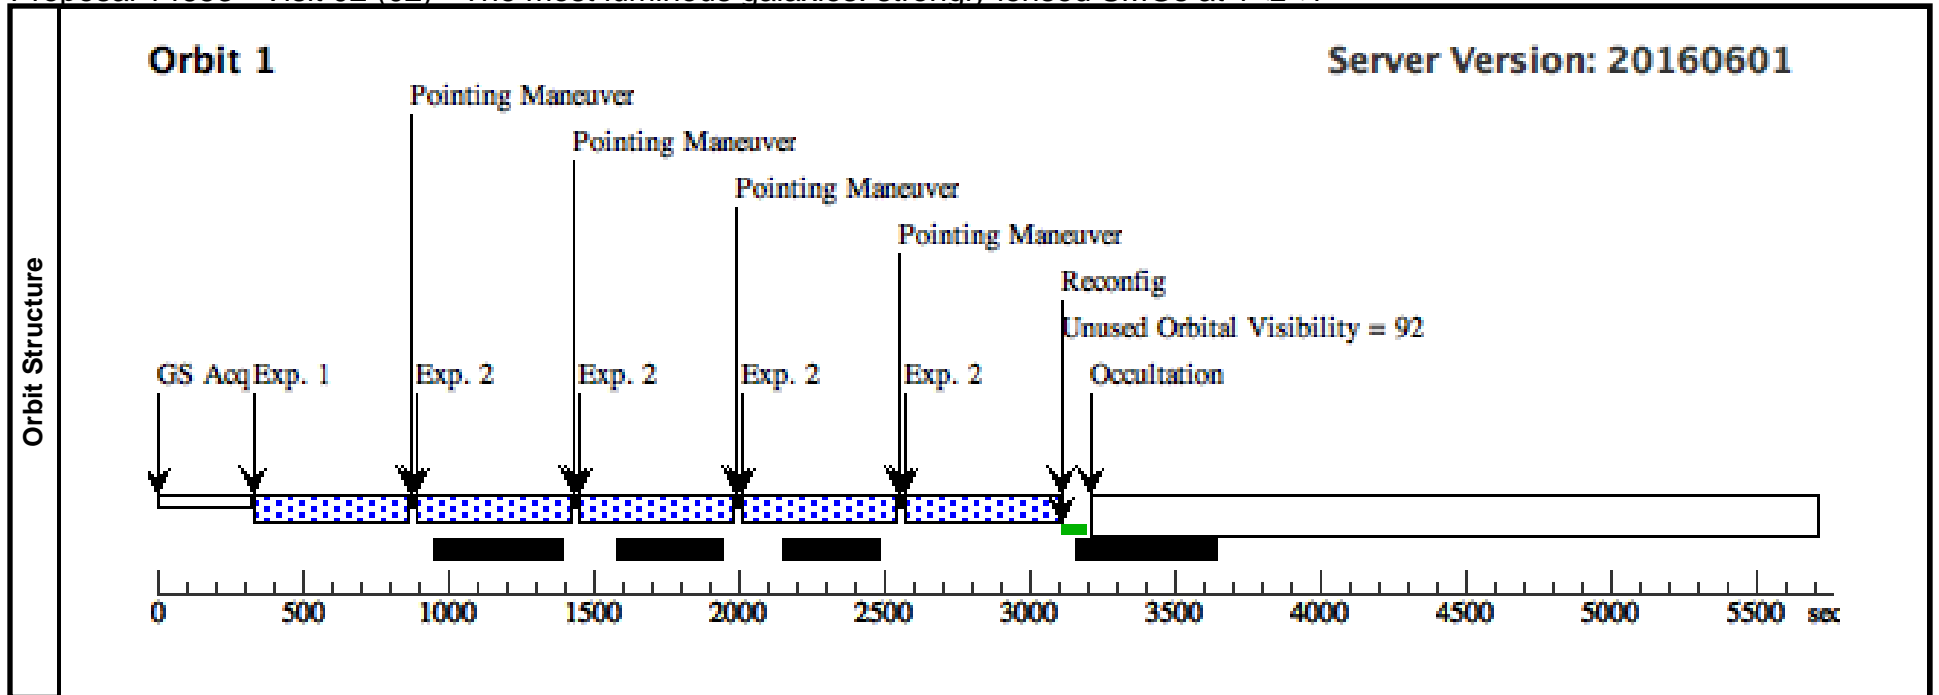 Orbit 1
Server Version: 20160601
Pointing Maneuver
Pointing Maneuver
Pointing Maneuver
Pointing Maneuver
Reconfig
Unused Orbital Visibility = 92
GS Acq Exp. 1 Exp. 2 Exp. 2 Exp. 2 Exp. 2 Occultation
Orbit Structure
0 500 1000 1500 2000 2500 3000 3500 4000 4500 5000 5500 sec